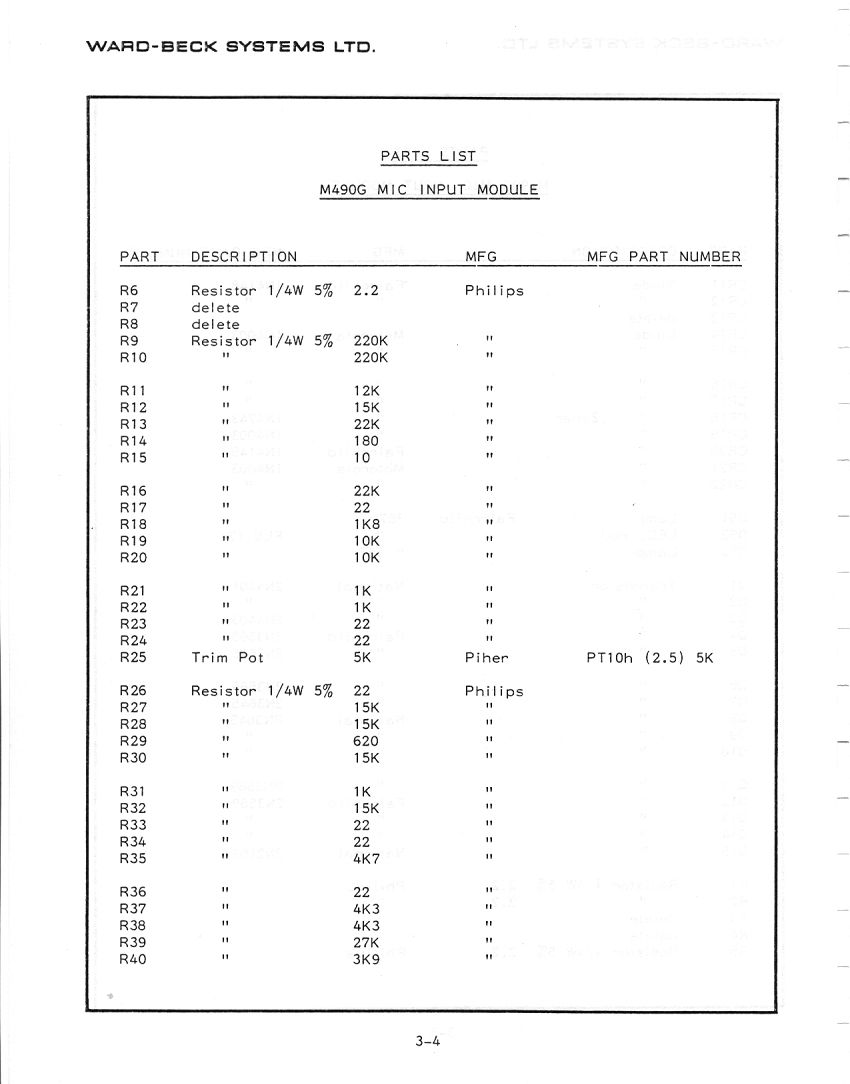 WARD-BECK SYSTEMS LTD.
PARTS LIST
M490G MIC INPUT MODULE
PART DESCRIPTION MFG MFG PART NUMBER
R6 Resistor 1/4W 5% 2.2 Philips
R7 delete
R8 delete
R9 Resistor 1/4W 5% 220K "
R10 " 220K "
R11 " 12K "
R12 " 15K "
R13 " 22K "
R14 " 180 "
R15 " 10 "
R16 " 22K "
R17 " 22 "
R18 " 1K8 "
R19 " 10K "
R20 " 10K "
R21 " 1K "
R22 " 1K "
R23 " 22 "
R24 " 22 "
R25 Trim Pot 5K Piher PT10h (2.5) 5K
R26 Resistor 1/4W 5% 22 Philips
R27 " 15K "
R28 " 15K "
R29 " 620 "
R30 " 15K "
R31 " 1K "
R32 " 15K "
R33 " 22 "
R34 " 22 "
R35 " 4K7 "
R36 " 22 "
R37 " 4K3 "
R38 " 4K3 "
R39 " 27K "
R40 " 3K9 "
3-4